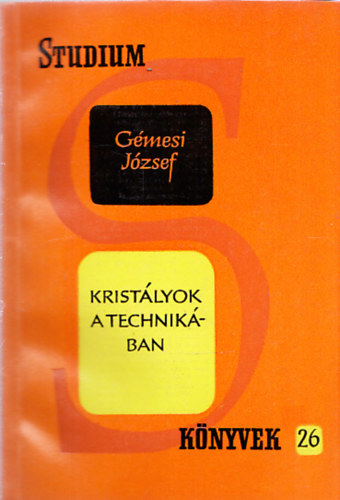 STUDIUM
Gémesi
József
KRISTÁLYOK
A TECHNIKÁ-
BAN
KÖNYVEK 26